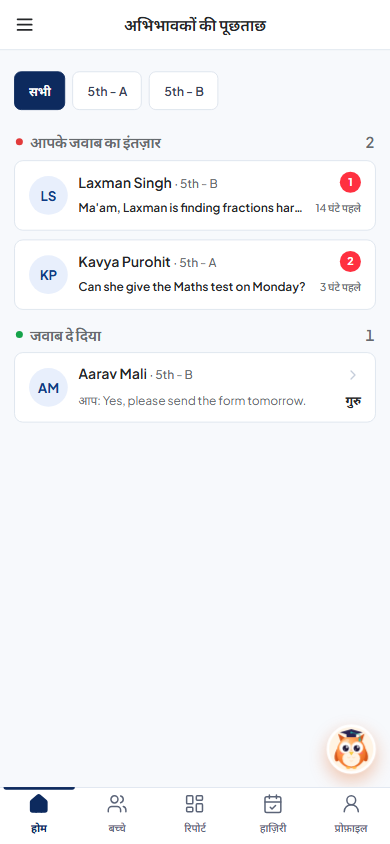 अभिभावकों की पूछताछ
सभी
5th - A
5th - B
आपके जवाब का इंतज़ार
2
LS
Laxman Singh · 5th - B
1
Ma'am, Laxman is finding fractions har...
14 घंटे पहले
KP
Kavya Purohit · 5th - A
2
Can she give the Maths test on Monday?
3 घंटे पहले
जवाब दे दिया
1
AM
Aarav Mali · 5th - B
आप: Yes, please send the form tomorrow.
गुरु
होम
बच्चे
रिपोर्ट
हाज़िरी
प्रोफ़ाइल